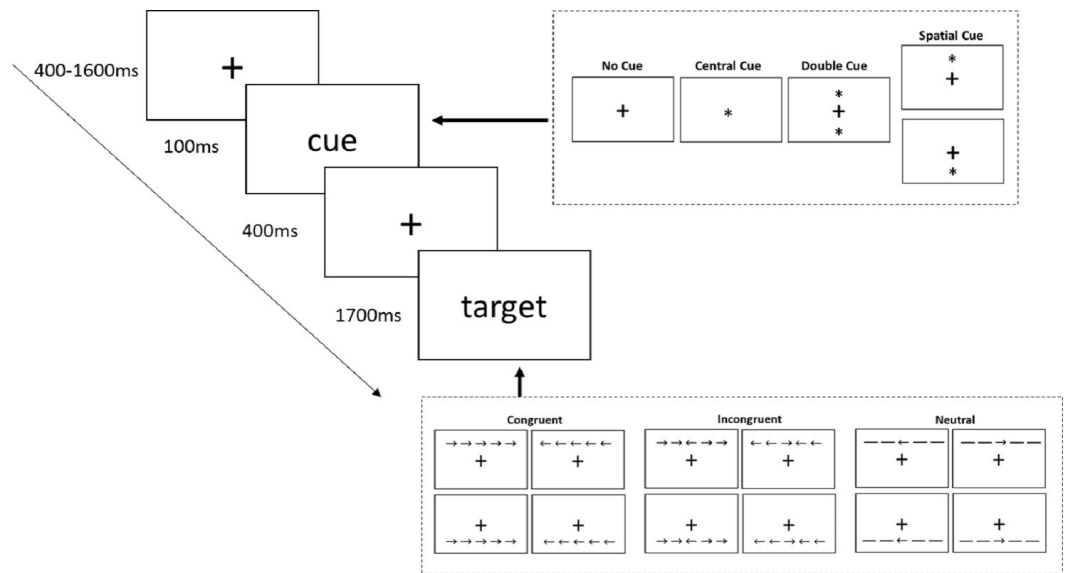 400-1600ms
+
100ms
cue
400ms
+
1700ms
target
No Cue
+
Central Cue
*
Double Cue
*
+
*
Spatial Cue
*
+
+
*
Congruent
→→→→→
+
←←←←←
+
+
→→→→→
+
←←←←←
Incongruent
→→←→→
+
←←→←←
+
+
→→←→→
+
←←→←←
Neutral
— — ← — —
+
— — → — —
+
+
— — ← — —
+
— — → — —